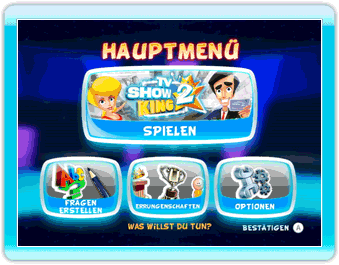 HAUPTMENÜ
TV
SHOW
KING 2
SPIELEN
FRAGEN
ERSTELLEN
ERRUNGENSCHAFTEN
OPTIONEN
WAS WILLST DU TUN?
BESTÄTIGEN A